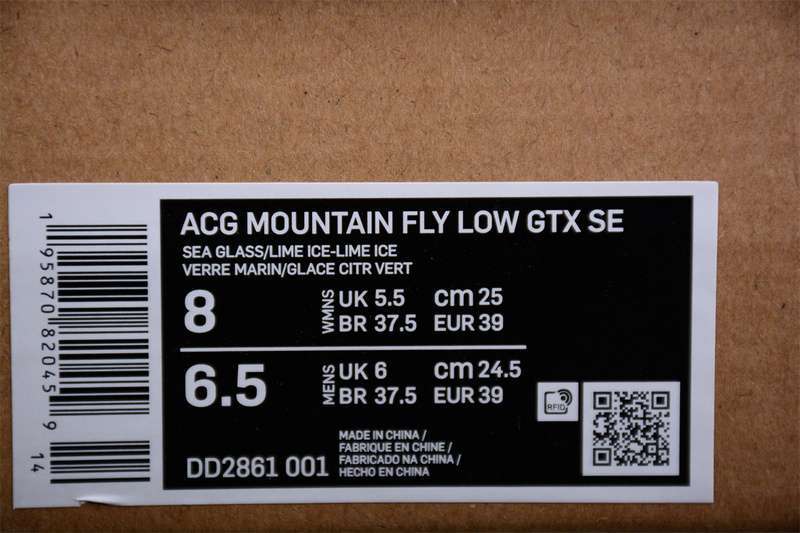 ACG MOUNTAIN FLY LOW GTX SE
SEA GLASS/LIME ICE-LIME ICE
VERRE MARIN/GLACE CITR VERT
8
WMNS
UK 5.5 cm 25
BR 37.5 EUR 39
6.5
MENS
UK 6 cm 24.5
BR 37.5 EUR 39
RFID
DD2861 001
MADE IN CHINA /
FABRIQUE EN CHINE /
FABRICADO NA CHINA /
HECHO EN CHINA
1 95870 82045 9
14